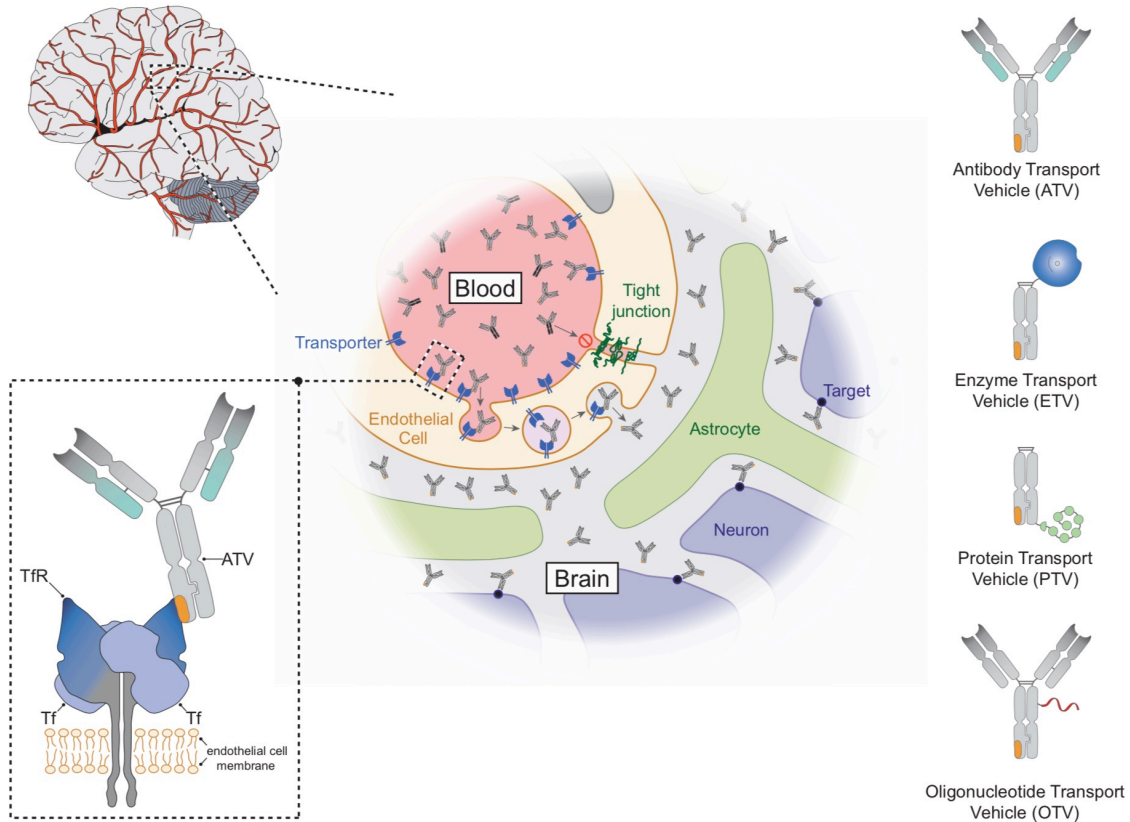 Blood
Tight
junction
Transporter
Endothelial
Cell
Target
Astrocyte
Neuron
Brain
ATV
TfR
Tf
Tf
endothelial cell
membrane
Antibody Transport
Vehicle (ATV)
Enzyme Transport
Vehicle (ETV)
Protein Transport
Vehicle (PTV)
Oligonucleotide Transport
Vehicle (OTV)